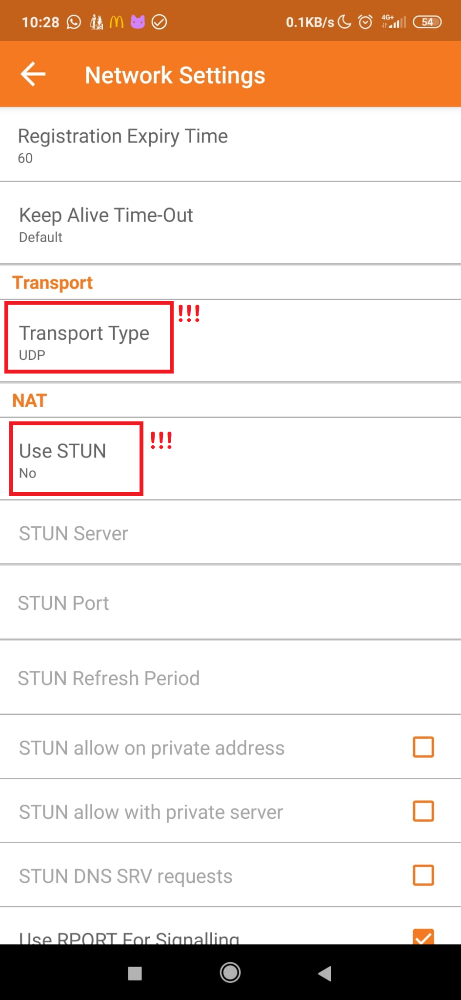 10:28 0.1KB/s 4G+ 54
Network Settings
Registration Expiry Time
60
Keep Alive Time-Out
Default
Transport
Transport Type
UDP
!!!
NAT
Use STUN
No
!!!
STUN Server
STUN Port
STUN Refresh Period
STUN allow on private address
STUN allow with private server
STUN DNS SRV requests
Use RPORT For Signalling